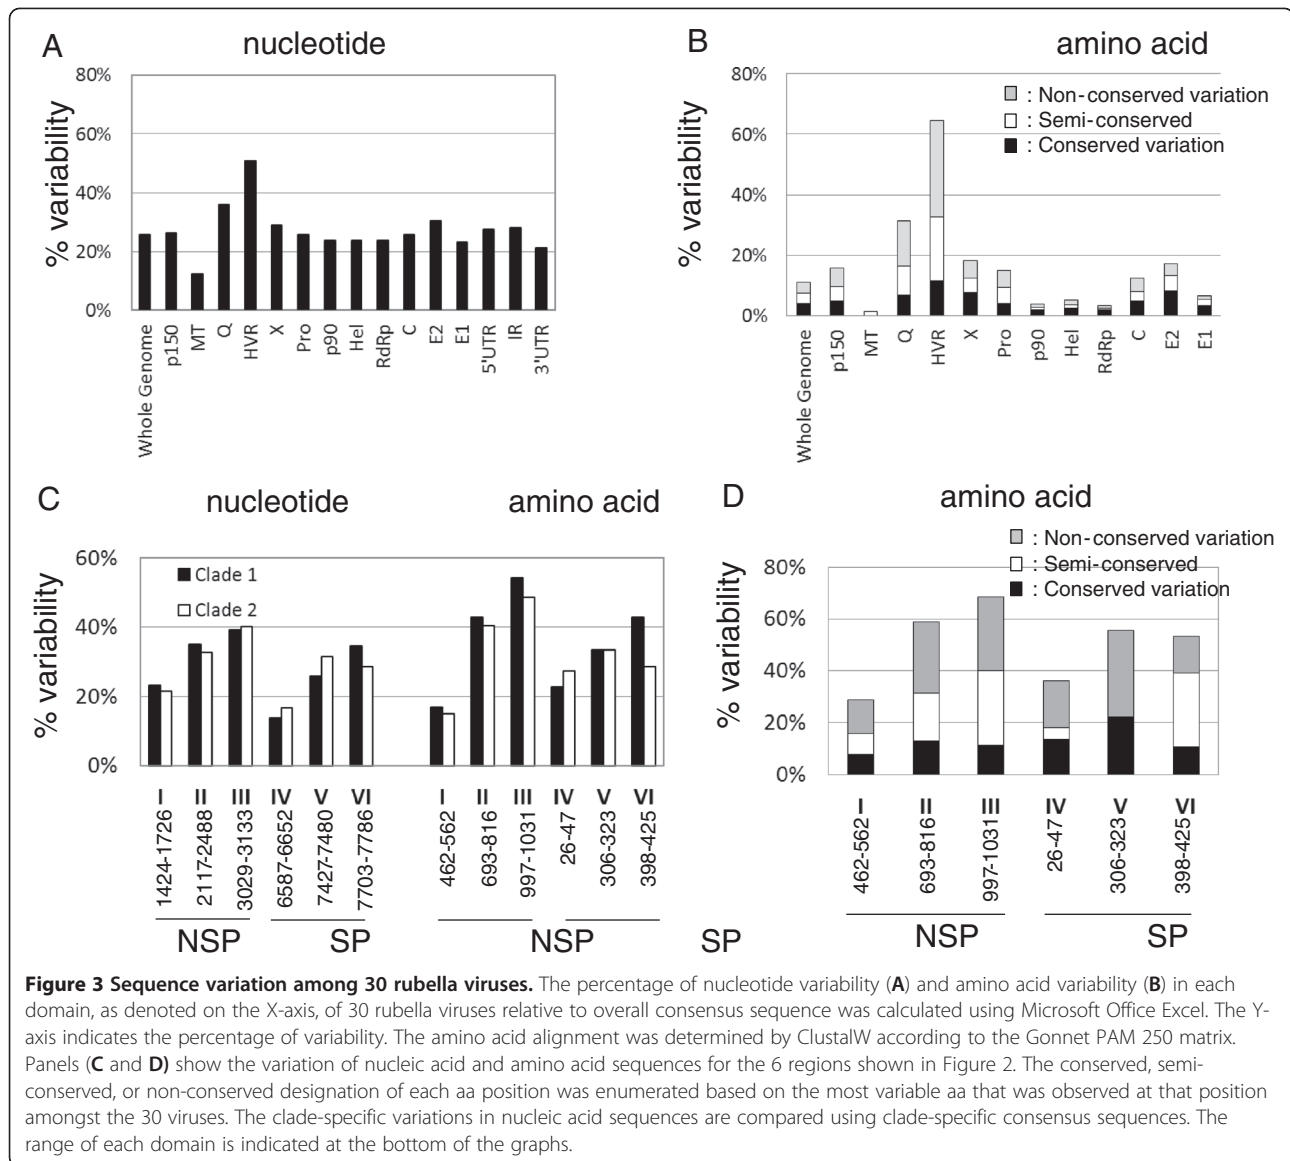 A
nucleotide
% variability
80%
60%
40%
20%
0%
Whole Genome
p150
MT
Q
HVR
X
Pro
p90
Hel
RdRp
C
E2
E1
5'UTR
IR
3'UTR
B
amino acid
% variability
80%
60%
40%
20%
0%
: Non-conserved variation
: Semi-conserved
: Conserved variation
Whole Genome
p150
MT
Q
HVR
X
Pro
p90
Hel
RdRp
C
E2
E1
C
nucleotide
amino acid
% variability
60%
40%
20%
0%
Clade 1
Clade 2
I
II
III
IV
V
VI
I
II
III
IV
V
VI
1424-1726
2117-2488
3029-3133
6587-6652
7427-7480
7703-7786
462-562
693-816
997-1031
26-47
306-323
398-425
NSP
SP
NSP
SP
D
amino acid
: Non-conserved variation
: Semi-conserved
: Conserved variation
% variability
80%
60%
40%
20%
0%
I
II
III
IV
V
VI
462-562
693-816
997-1031
26-47
306-323
398-425
NSP
SP
Figure 3 Sequence variation among 30 rubella viruses. The percentage of nucleotide variability (A) and amino acid variability (B) in each
domain, as denoted on the X-axis, of 30 rubella viruses relative to overall consensus sequence was calculated using Microsoft Office Excel. The Y-
axis indicates the percentage of variability. The amino acid alignment was determined by ClustalW according to the Gonnet PAM 250 matrix.
Panels (C and D) show the variation of nucleic acid and amino acid sequences for the 6 regions shown in Figure 2. The conserved, semi-
conserved, or non-conserved designation of each aa position was enumerated based on the most variable aa that was observed at that position
amongst the 30 viruses. The clade-specific variations in nucleic acid sequences are compared using clade-specific consensus sequences. The
range of each domain is indicated at the bottom of the graphs.